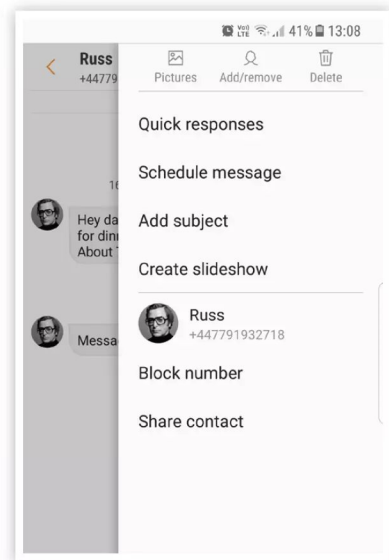 VoLTE 41% 13:08
Russ
+44779
Pictures Add/remove Delete
Quick responses
Schedule message
Add subject
Create slideshow
Russ
+447791932718
Block number
Share contact
16
Hey da
for din
About
Messa